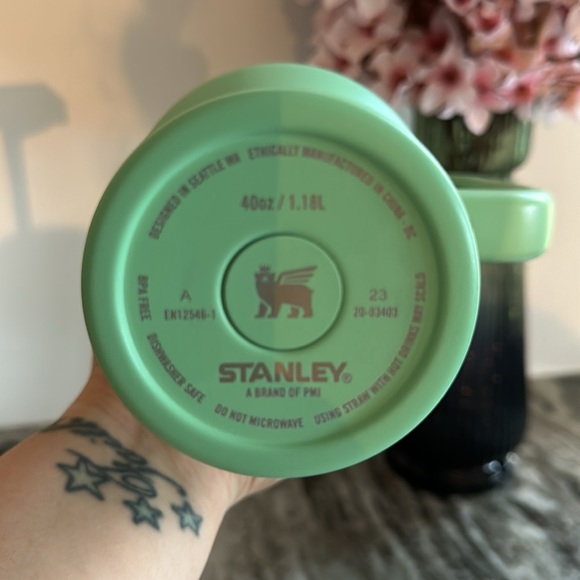 DESIGNED IN SEATTLE WA ETHICALLY MANUFACTURED IN CHINA - BC
40oz / 1.18L
A
EN12546-1
23
20-03403
STANLEY®
A BRAND OF PMI
BPA FREE DISHWASHER SAFE DO NOT MICROWAVE USING STRAW WITH HOT DRINKS MAY SCALD